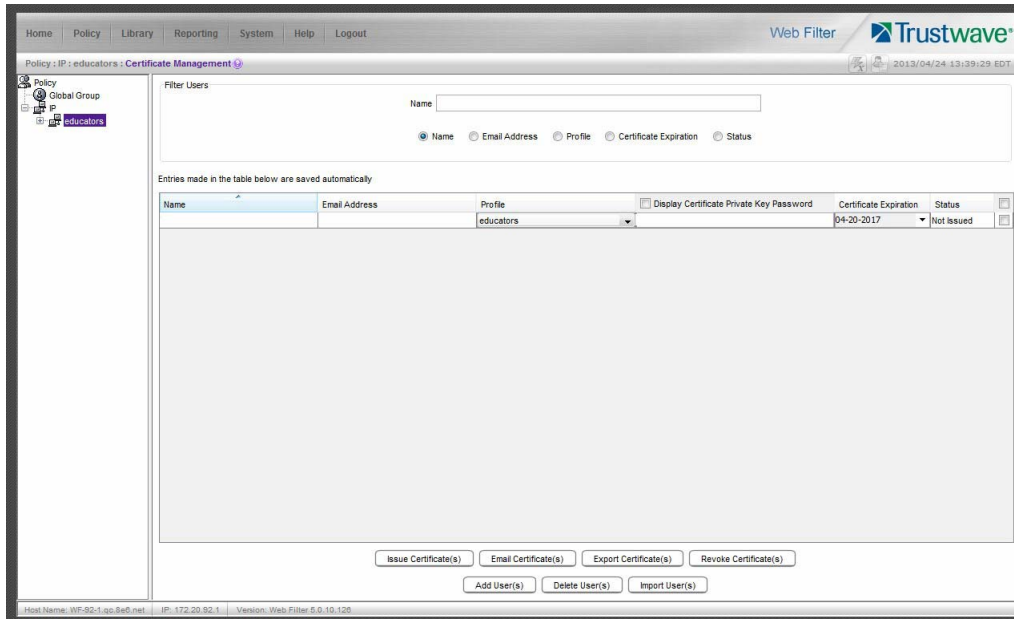 Home Policy Library Reporting System Help Logout
Web Filter
Trustwave
Policy : IP : educators : Certificate Management
2013/04/24 13:39:29 EDT
Policy
Global Group
IP
educators
Filter Users
Name
Name Email Address Profile Certificate Expiration Status
Entries made in the table below are saved automatically
Name Email Address Profile Display Certificate Private Key Password Certificate Expiration Status
educators 04-20-2017 Not Issued
Issue Certificate(s) Email Certificate(s) Export Certificate(s) Revoke Certificate(s)
Add User(s) Delete User(s) Import User(s)
Host Name: WF-92-1.qc.8e6.net IP: 172.20.92.1 Version: Web Filter 5.0.10.126